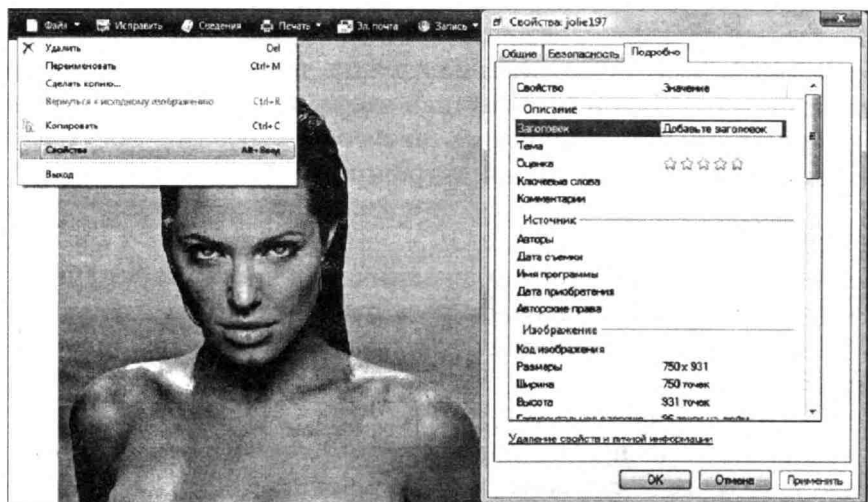 Файл Исправить Сведения Печать Эл. почта Запись
Удалить Del
Переименовать Ctrl+M
Сделать копию...
Вернуться к исходному изображению Ctrl+R
Копировать Ctrl+C
Свойства Alt+Ввод
Выход
Свойства: jolie197
Общие Безопасность Подробно
Свойство Значение
Описание
Заголовок Добавьте заголовок
Тема
Оценка
Ключевые слова
Комментарии
Источник
Авторы
Дата съемки
Имя программы
Дата приобретения
Авторские права
Изображение
Код изображения
Размеры 750 x 931
Ширина 750 точек
Высота 931 точек
Удаление свойств и личной информации
OK Отмена Применить